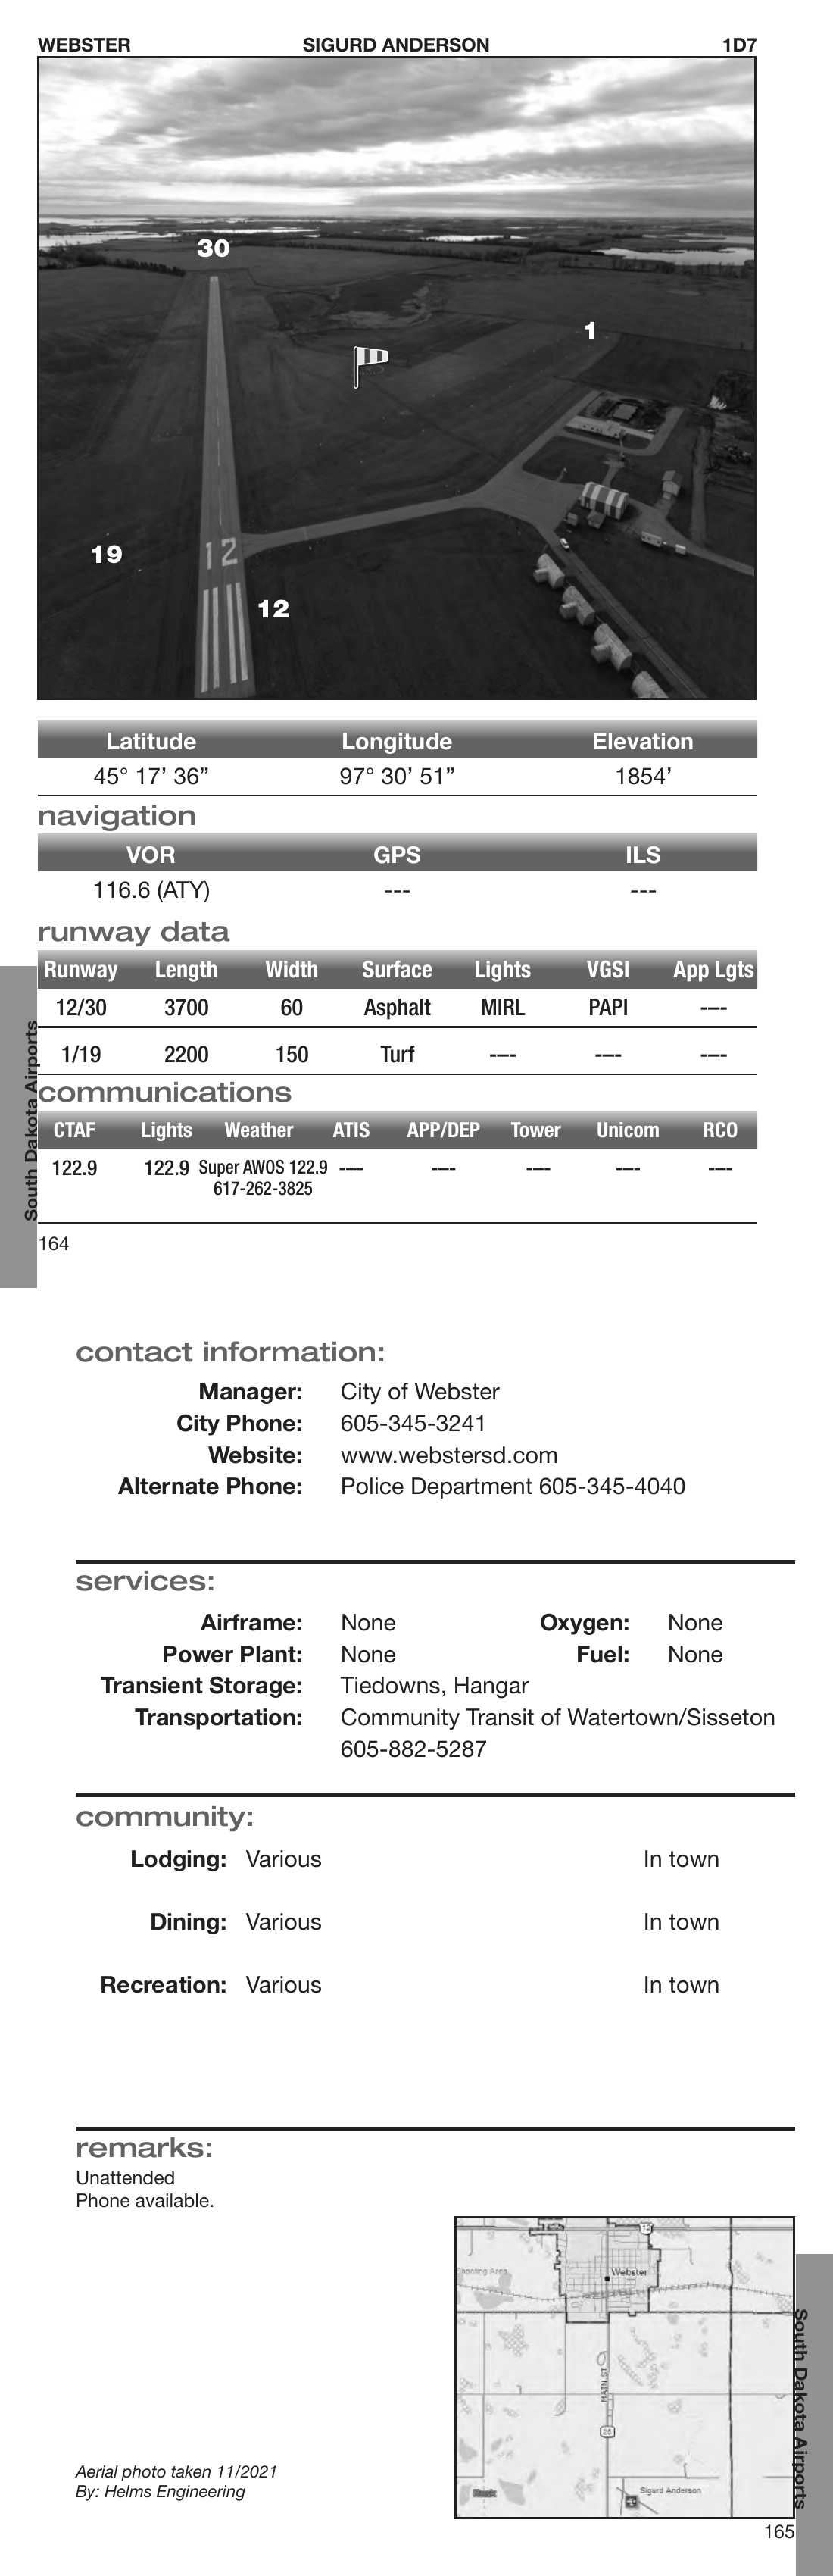 WEBSTER SIGURD ANDERSON 1D7
30
1
19
12
12
Latitude Longitude Elevation
45° 17’ 36” 97° 30’ 51” 1854’
navigation
VOR GPS ILS
116.6 (ATY) --- ---
runway data
Runway Length Width Surface Lights VGSI App Lgts
12/30 3700 60 Asphalt MIRL PAPI ----
1/19 2200 150 Turf ---- ---- ----
communications
CTAF Lights Weather ATIS APP/DEP Tower Unicom RCO
122.9 122.9 Super AWOS 122.9 ---- ---- ---- ---- ----
617-262-3825
South Dakota Airports
164
contact information:
Manager: City of Webster
City Phone: 605-345-3241
Website: www.webstersd.com
Alternate Phone: Police Department 605-345-4040
services:
Airframe: None Oxygen: None
Power Plant: None Fuel: None
Transient Storage: Tiedowns, Hangar
Transportation: Community Transit of Watertown/Sisseton
605-882-5287
community:
Lodging: Various In town
Dining: Various In town
Recreation: Various In town
remarks:
Unattended
Phone available.
12
Shooting Area
Webster
MAIN ST
25
Sigurd Anderson
Aerial photo taken 11/2021
By: Helms Engineering
South Dakota Airports
165